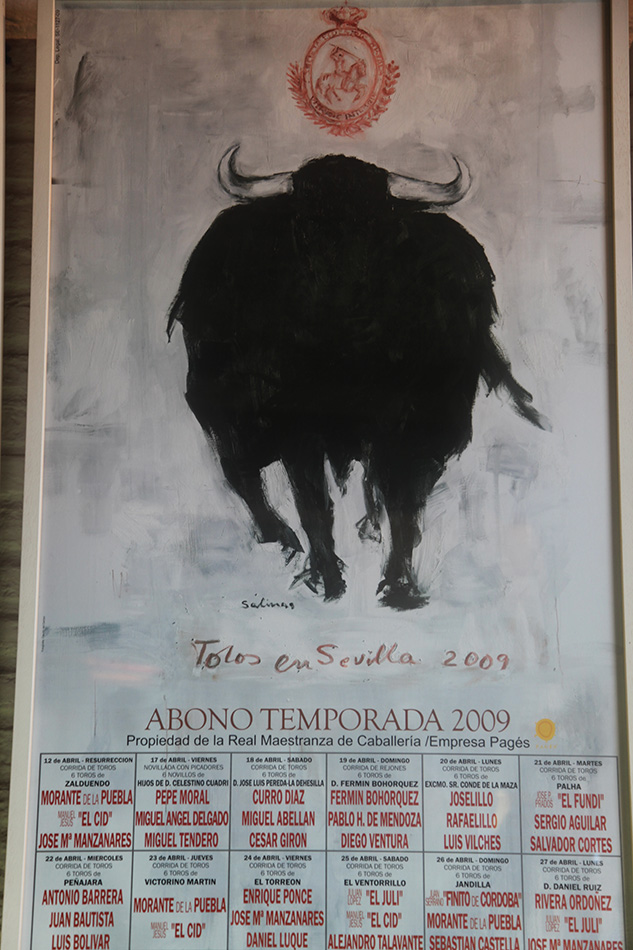 Salinas
Toros en Sevilla 2009
ABONO TEMPORADA 2009
Propiedad de la Real Maestranza de Caballería /Empresa Pagés
12 de ABRIL - RESURRECCION
CORRIDA DE TOROS
6 TOROS de
ZALDUENDO
MORANTE DE LA PUEBLA
MANUEL JESUS "EL CID"
JOSE Mª MANZANARES
17 de ABRIL - VIERNES
NOVILLADA CON PICADORES
6 NOVILLOS de
HIJOS DE D. CELESTINO CUADRI
PEPE MORAL
MIGUEL ANGEL DELGADO
MIGUEL TENDERO
18 de ABRIL - SABADO
CORRIDA DE TOROS
6 TOROS de
D. JOSE LUIS PEREDA-LA DEHESILLA
CURRO DIAZ
MIGUEL ABELLAN
CESAR GIRON
19 de ABRIL - DOMINGO
CORRIDA DE REJONES
6 TOROS de
D. FERMIN BOHORQUEZ
FERMIN BOHORQUEZ
PABLO H. DE MENDOZA
DIEGO VENTURA
20 de ABRIL - LUNES
CORRIDA DE TOROS
6 TOROS de
EXCMO. SR. CONDE DE LA MAZA
JOSELILLO
RAFAELILLO
LUIS VILCHES
21 de ABRIL - MARTES
CORRIDA DE TOROS
6 TOROS de
PALHA
JOSE P. PRADOS "EL FUNDI"
SERGIO AGUILAR
SALVADOR CORTES
22 de ABRIL - MIERCOLES
CORRIDA DE TOROS
6 TOROS de
PEÑAJARA
ANTONIO BARRERA
JUAN BAUTISTA
LUIS BOLIVAR
23 de ABRIL - JUEVES
CORRIDA DE TOROS
6 TOROS de
VICTORINO MARTIN
MORANTE DE LA PUEBLA
MANUEL JESUS "EL CID"
24 de ABRIL - VIERNES
CORRIDA DE TOROS
6 TOROS de
EL TORREON
ENRIQUE PONCE
JOSE Mª MANZANARES
DANIEL LUQUE
25 de ABRIL - SABADO
CORRIDA DE TOROS
6 TOROS de
EL VENTORRILLO
JULIAN LOPEZ "EL JULI"
MANUEL JESUS "EL CID"
ALEJANDRO TALAVANTE
26 de ABRIL - DOMINGO
CORRIDA DE TOROS
6 TOROS de
JANDILLA
JUAN SERRANO "FINITO DE CORDOBA"
MORANTE DE LA PUEBLA
SEBASTIAN CASTELLA
27 de ABRIL - LUNES
CORRIDA DE TOROS
6 TOROS de
D. DANIEL RUIZ
RIVERA ORDOÑEZ
JULIAN LOPEZ "EL JULI"
JOSE Mª MANZANARES